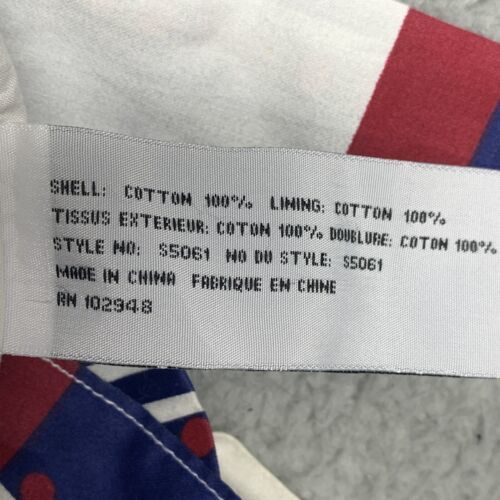 SHELL: COTTON 100% LINING: COTTON 100%
TISSUS EXTERIEUR: COTON 100% DOUBLURE: COTON 100%
STYLE NO: S5061 NO DU STYLE: S5061
MADE IN CHINA FABRIQUE EN CHINE
RN 102948